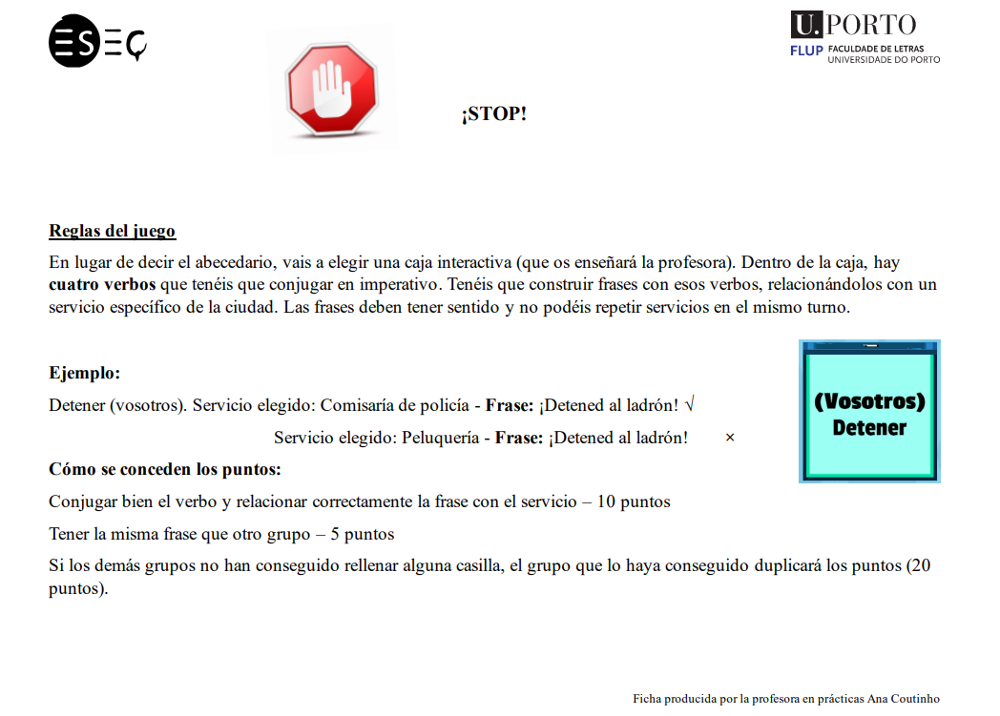 ESEQ
U. PORTO
FLUP FACULDADE DE LETRAS
UNIVERSIDADE DO PORTO
¡STOP!
Reglas del juego
En lugar de decir el abecedario, vais a elegir una caja interactiva (que os enseñará la profesora). Dentro de la caja, hay
cuatro verbos que tenéis que conjugar en imperativo. Tenéis que construir frases con esos verbos, relacionándolos con un
servicio específico de la ciudad. Las frases deben tener sentido y no podéis repetir servicios en el mismo turno.
Ejemplo:
Detener (vosotros). Servicio elegido: Comisaría de policía - Frase: ¡Detened al ladrón! √
Servicio elegido: Peluquería - Frase: ¡Detened al ladrón! ×
(Vosotros)
Detener
Cómo se conceden los puntos:
Conjugar bien el verbo y relacionar correctamente la frase con el servicio – 10 puntos
Tener la misma frase que otro grupo – 5 puntos
Si los demás grupos no han conseguido rellenar alguna casilla, el grupo que lo haya conseguido duplicará los puntos (20
puntos).
Ficha producida por la profesora en prácticas Ana Coutinho